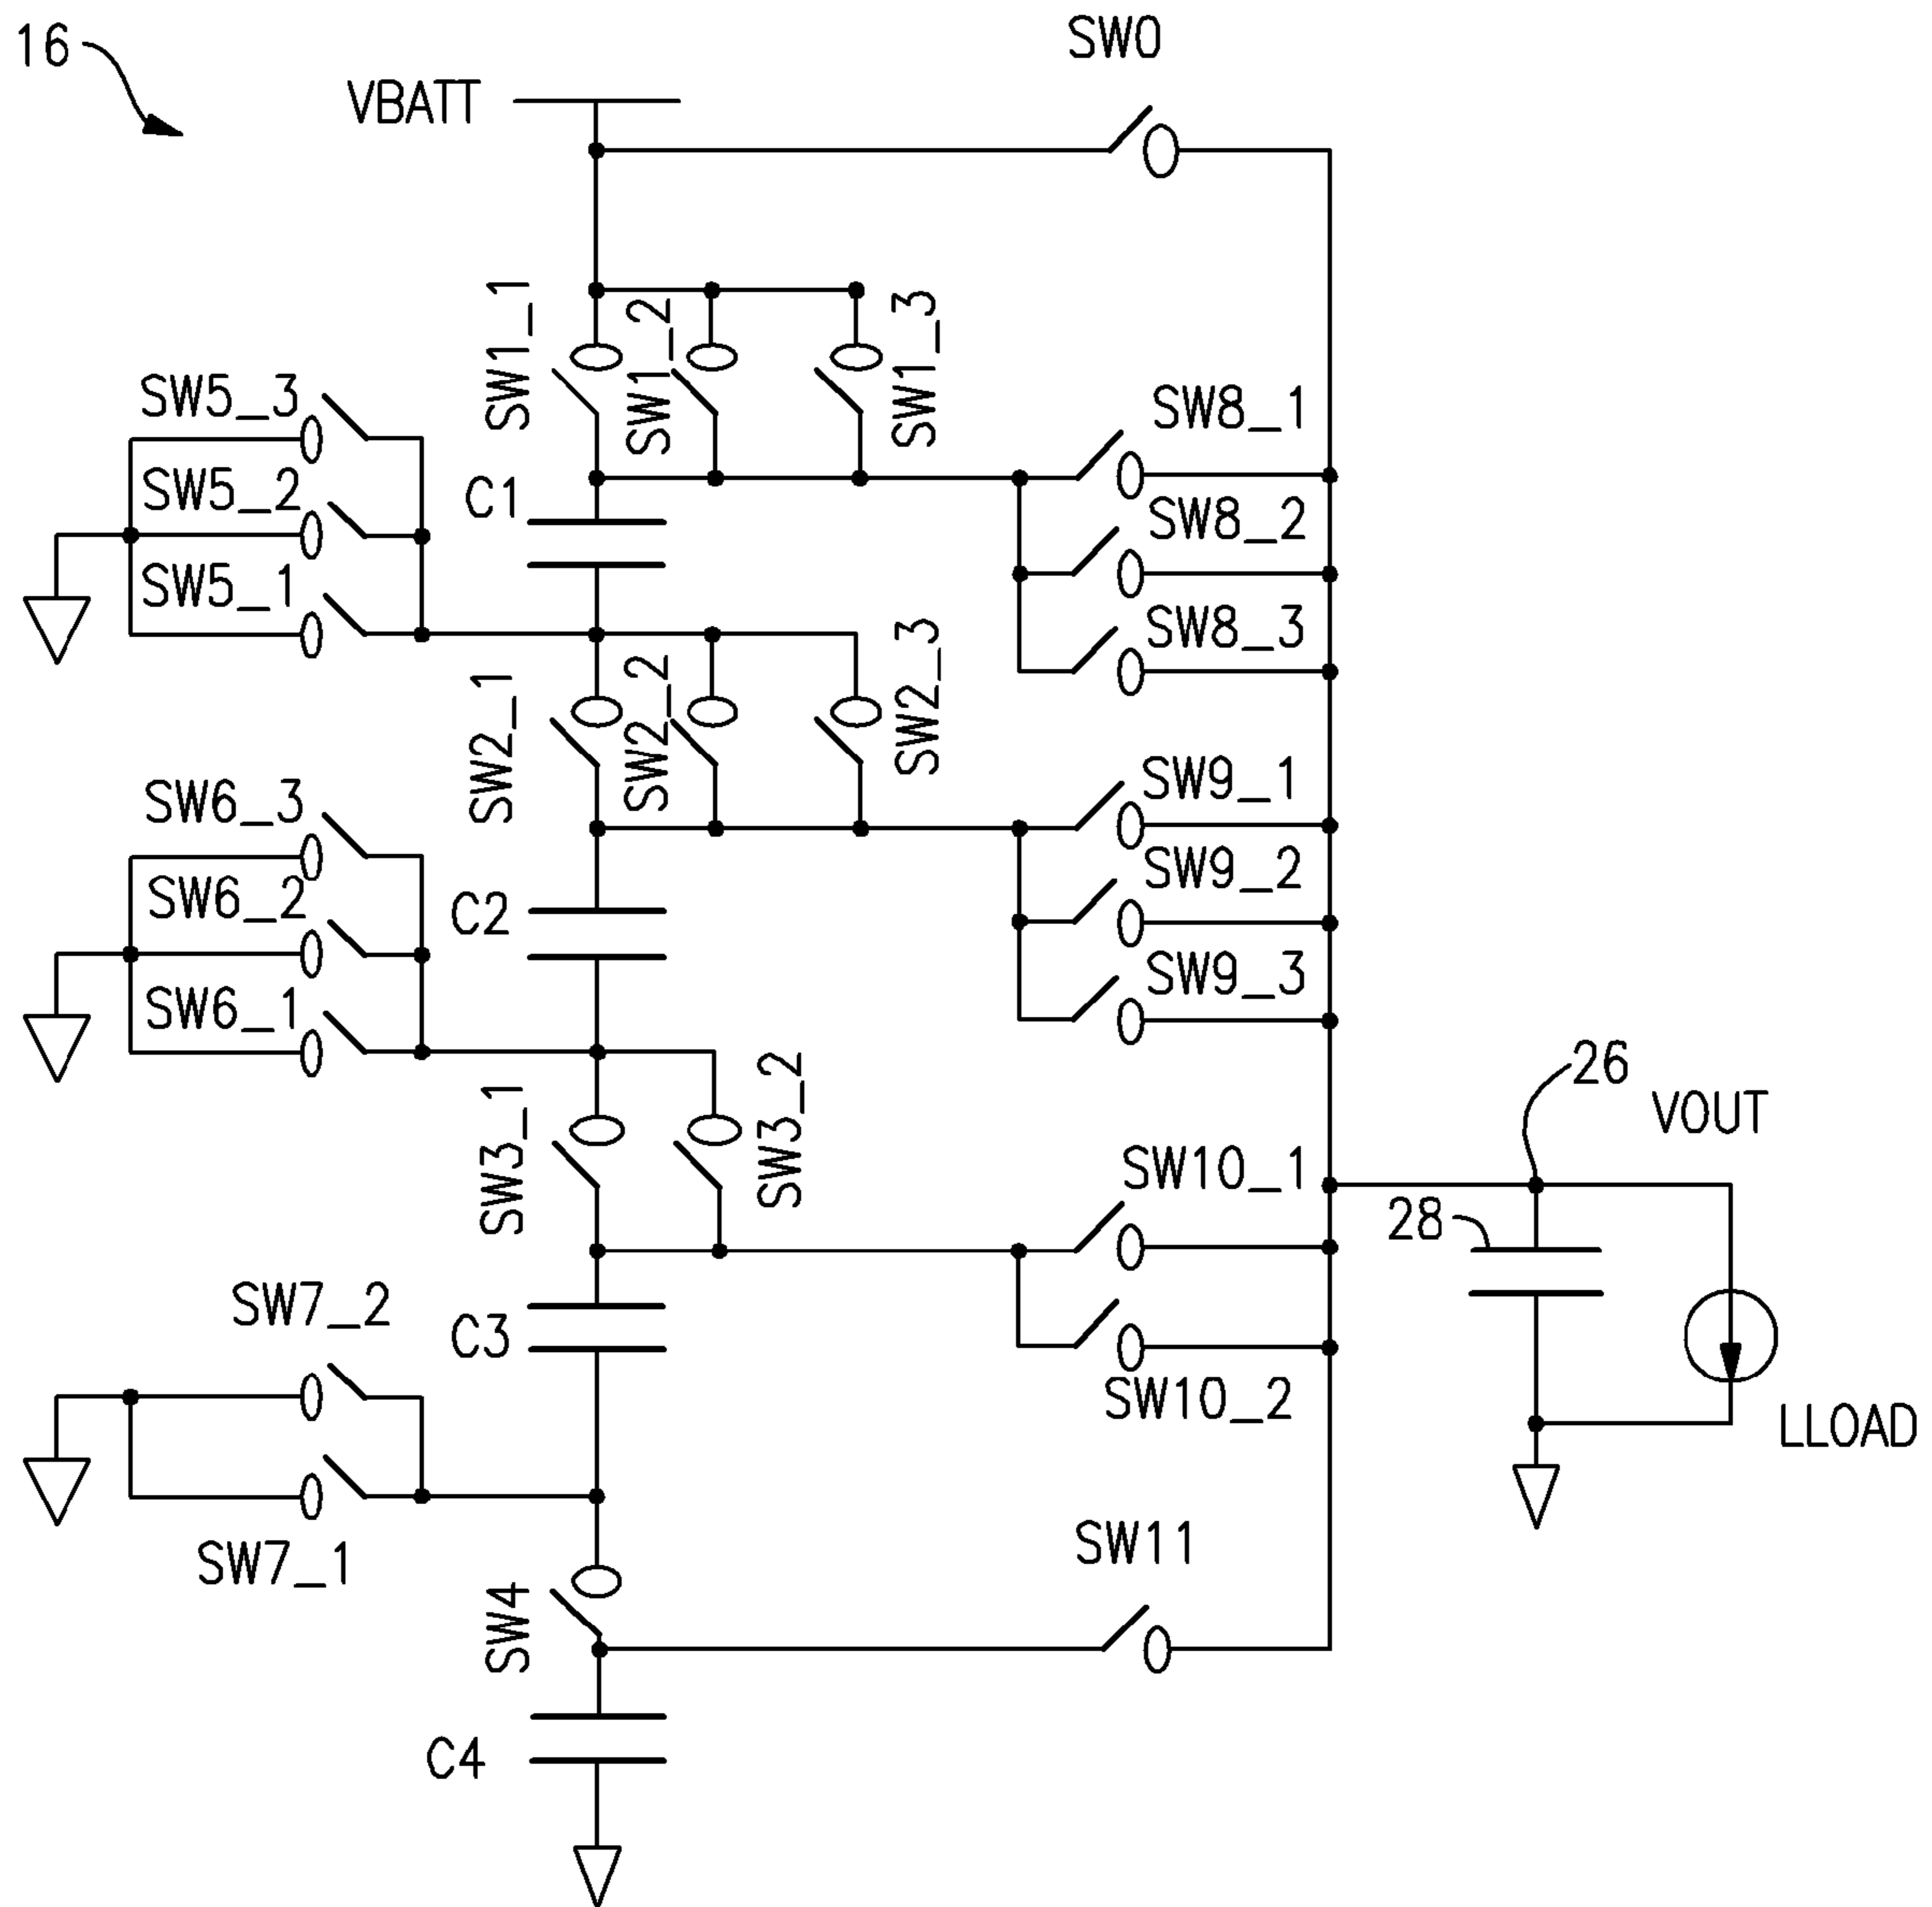 16
SW0
VBATT
SW1_1
SW1_2
SW1_3
SW5_3
SW5_2
SW5_1
C1
SW8_1
SW8_2
SW8_3
SW2_1
SW2_2
SW2_3
SW6_3
SW6_2
SW6_1
C2
SW9_1
SW9_2
SW9_3
26
VOUT
SW3_1
SW3_2
SW10_1
28
SW7_2
C3
SW10_2
LLOAD
SW7_1
SW4
SW11
C4